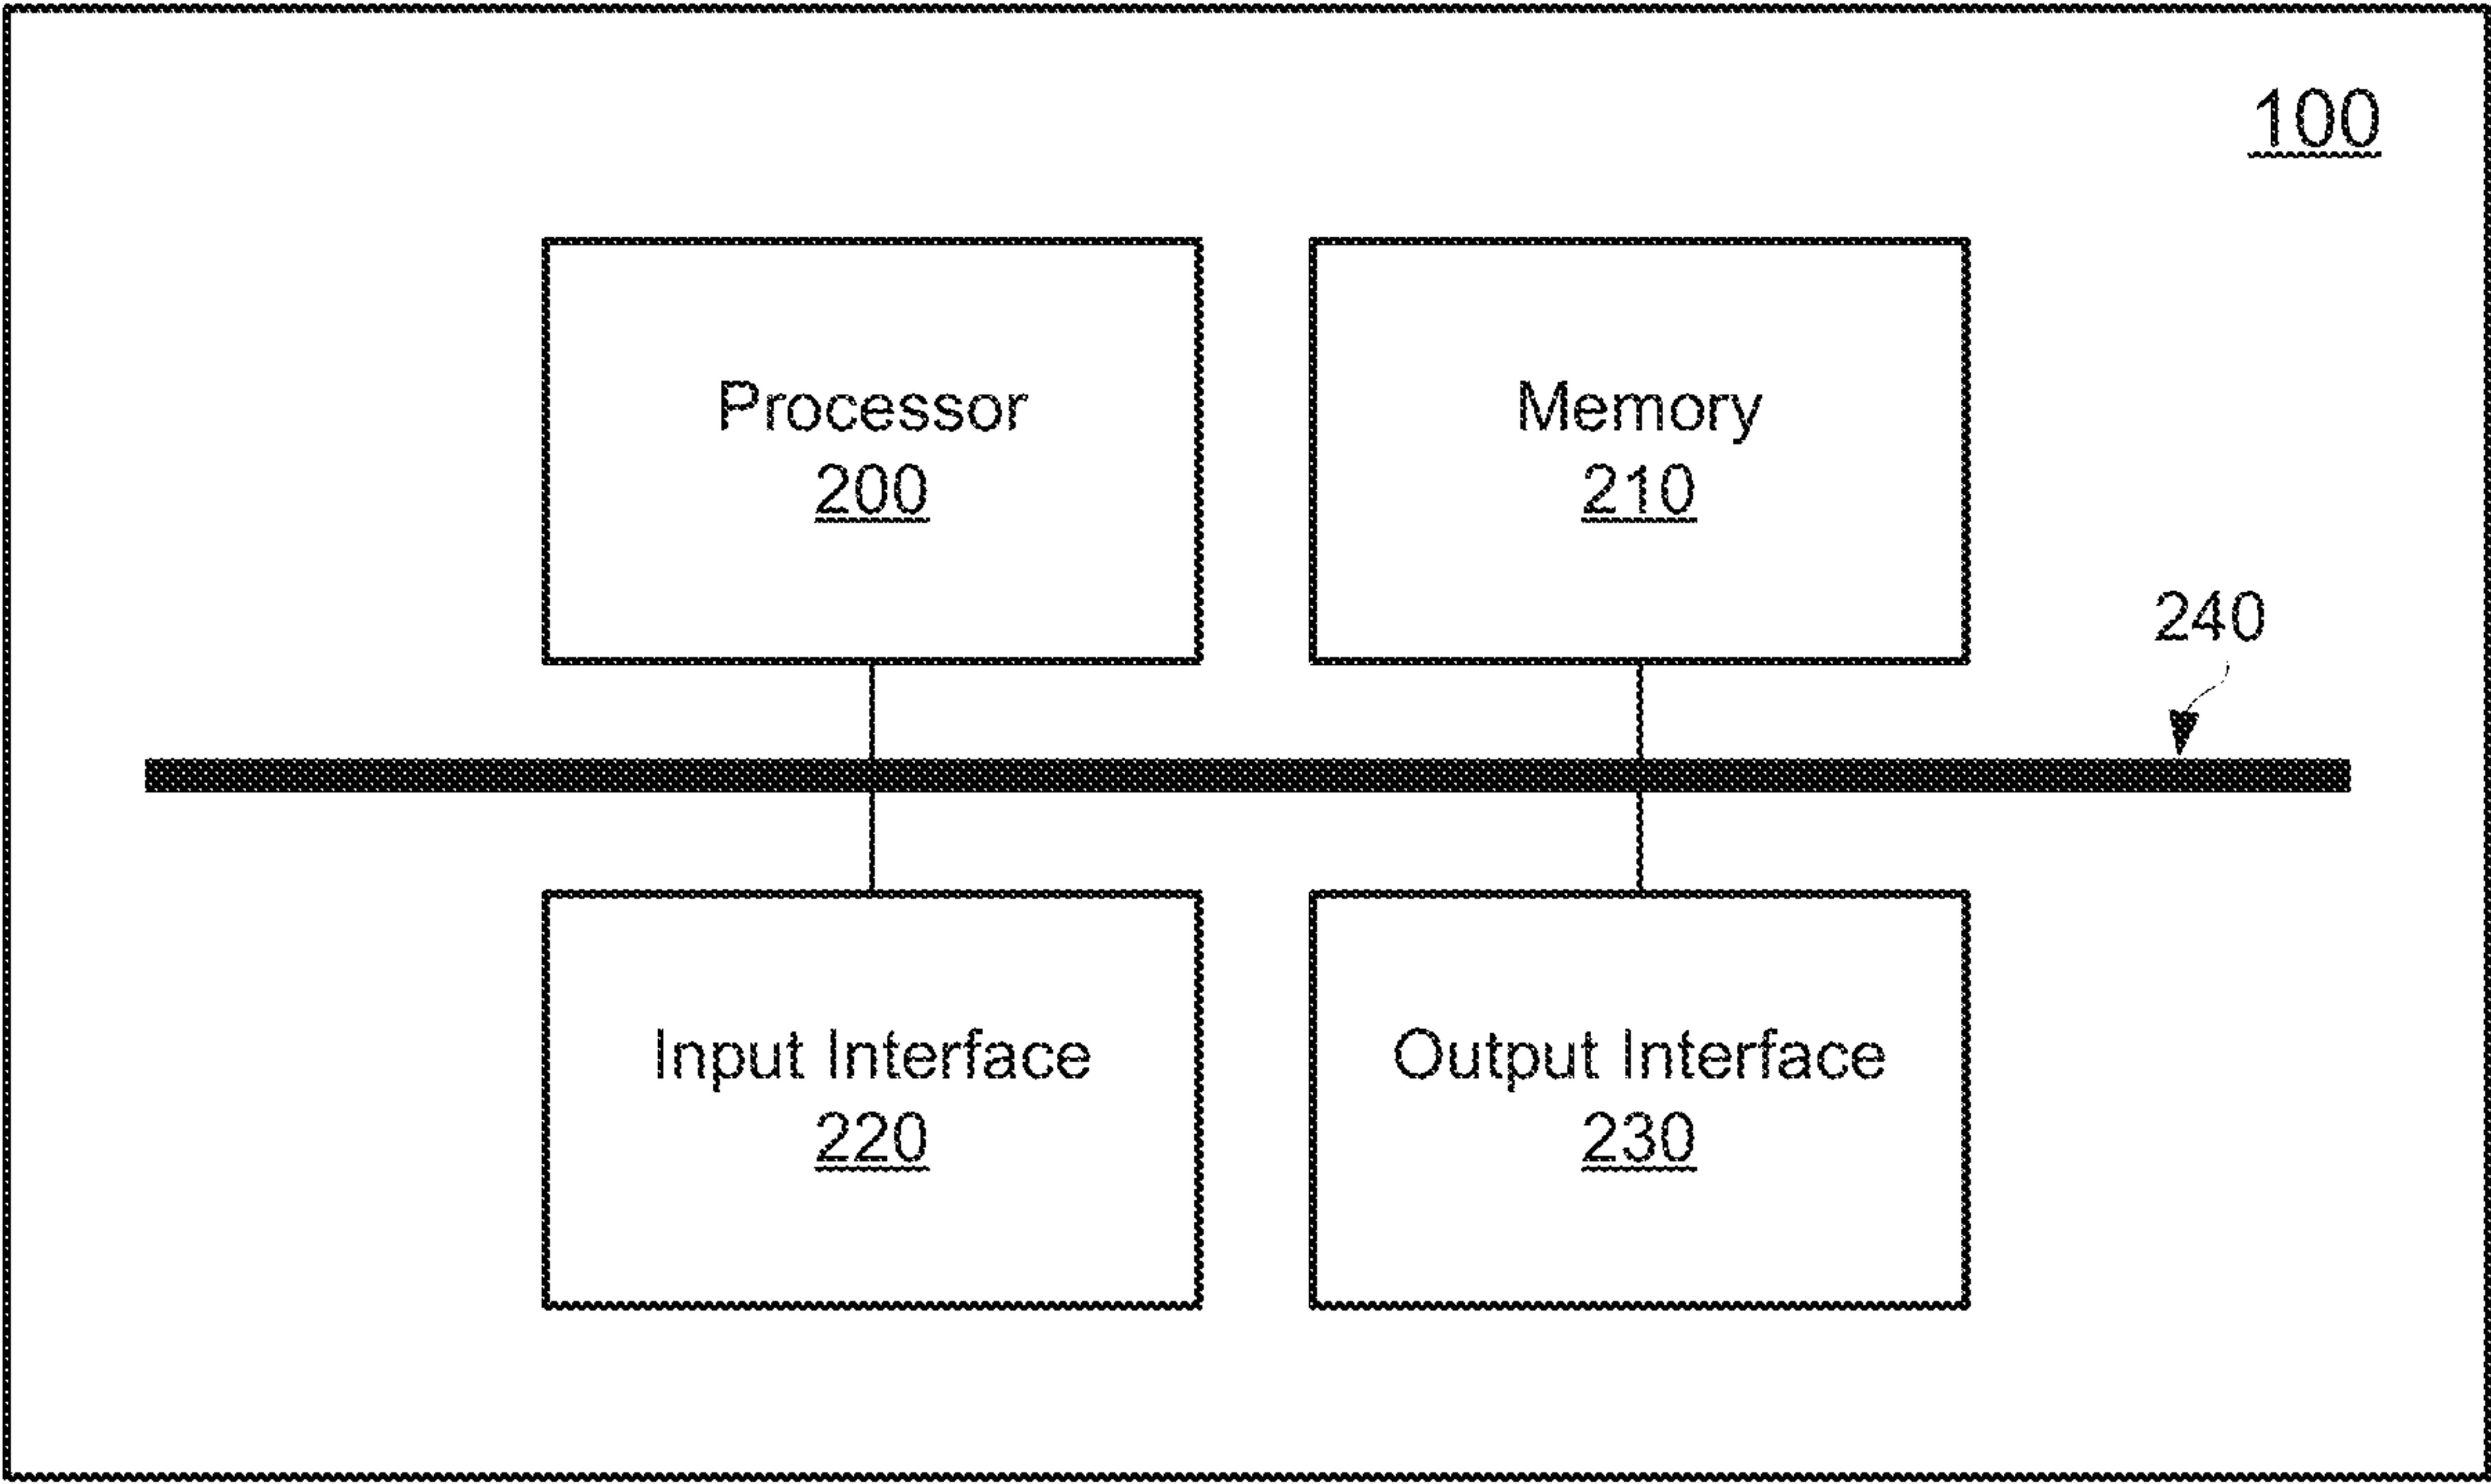 100
Processor
200
Memory
210
240
Input Interface
220
Output Interface
230